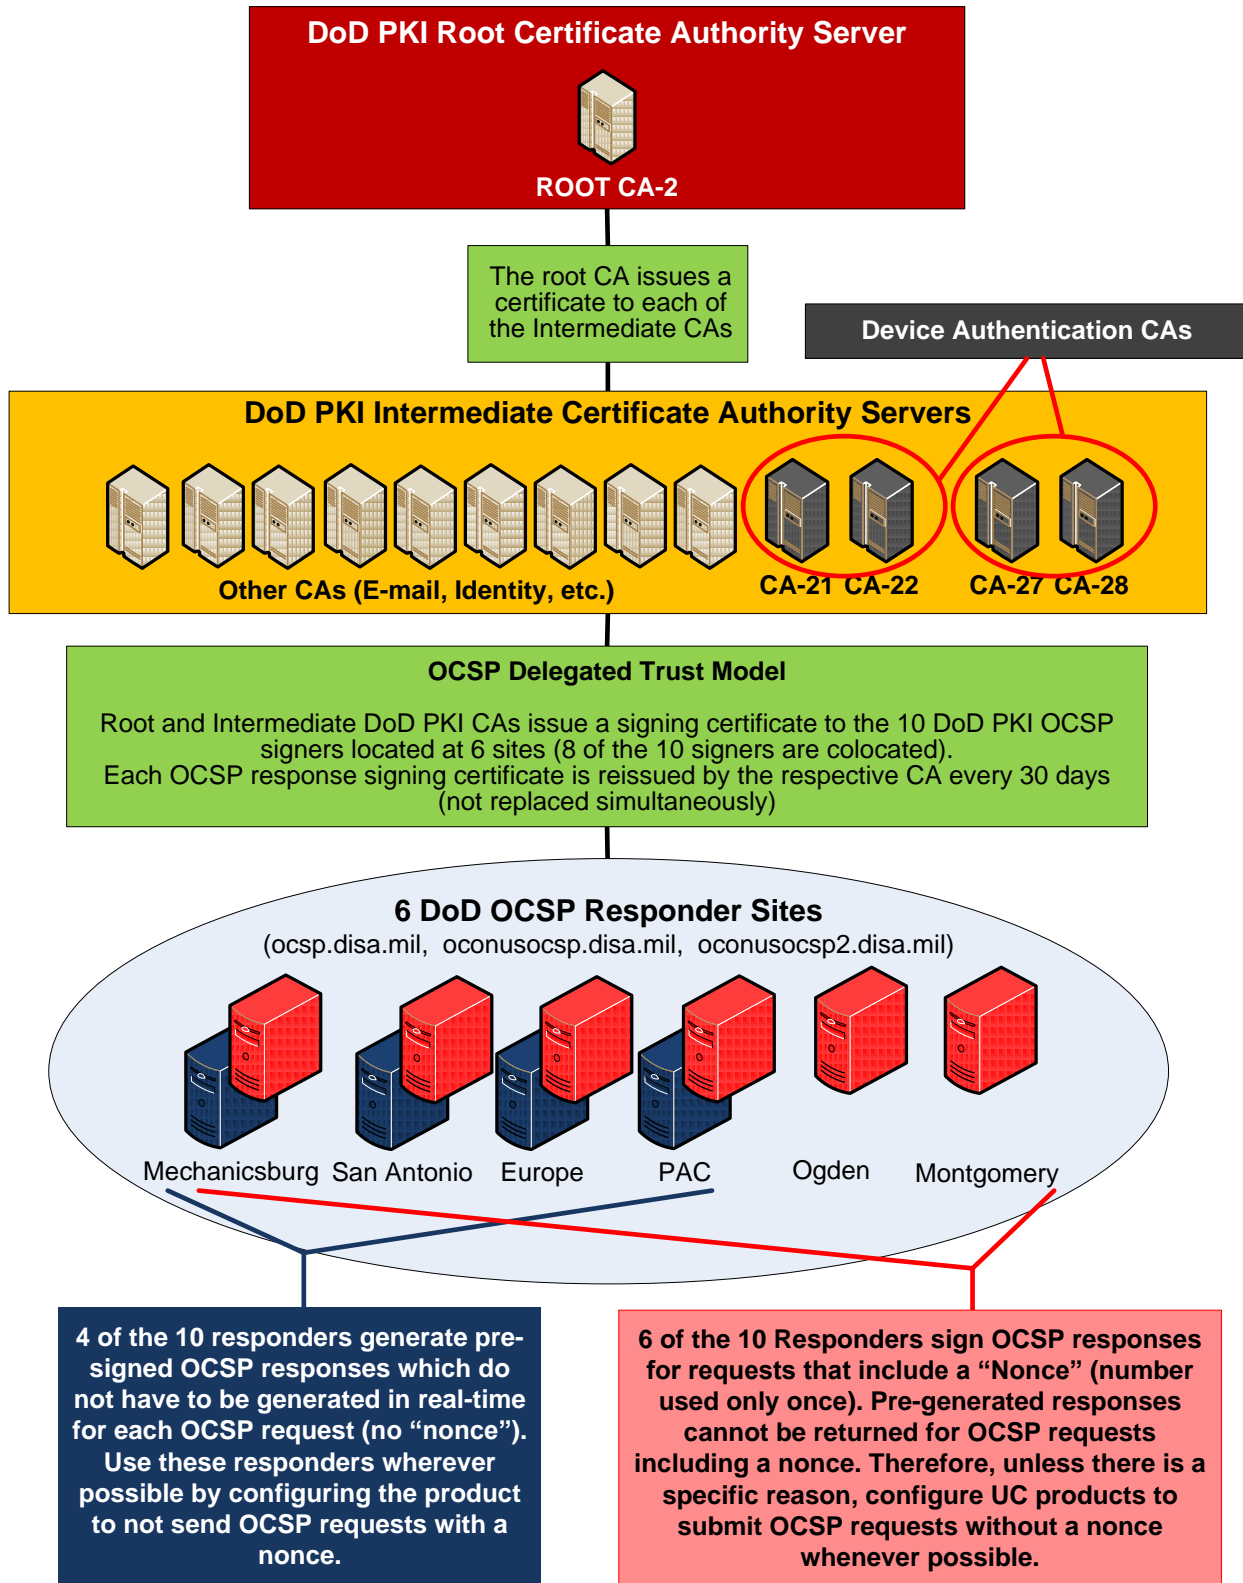 DoD PKI Root Certificate Authority Server
ROOT CA-2
The root CA issues a
certificate to each of
the Intermediate CAs
Device Authentication CAs
DoD PKI Intermediate Certificate Authority Servers
Other CAs (E-mail, Identity, etc.)
CA-21 CA-22 CA-27 CA-28
OCSP Delegated Trust Model
Root and Intermediate DoD PKI CAs issue a signing certificate to the 10 DoD PKI OCSP
signers located at 6 sites (8 of the 10 signers are colocated).
Each OCSP response signing certificate is reissued by the respective CA every 30 days
(not replaced simultaneously)
6 DoD OCSP Responder Sites
(ocsp.disa.mil, oconusocsp.disa.mil, oconusocsp2.disa.mil)
Mechanicsburg San Antonio Europe PAC Ogden Montgomery
4 of the 10 responders generate pre-
signed OCSP responses which do
not have to be generated in real-time
for each OCSP request (no “nonce”).
Use these responders wherever
possible by configuring the product
to not send OCSP requests with a
nonce.
6 of the 10 Responders sign OCSP responses
for requests that include a “Nonce” (number
used only once). Pre-generated responses
cannot be returned for OCSP requests
including a nonce. Therefore, unless there is a
specific reason, configure UC products to
submit OCSP requests without a nonce
whenever possible.